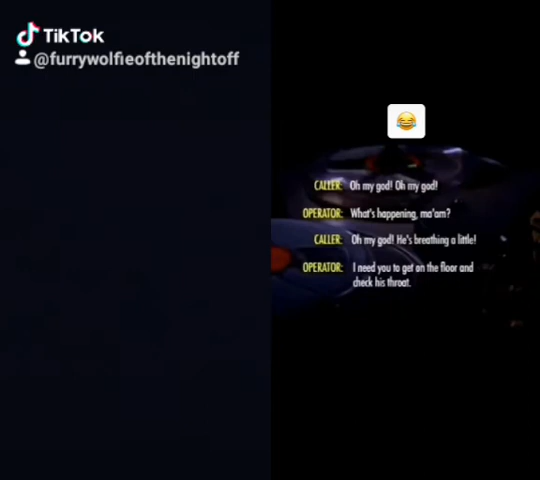 TikTok
@furrywolfieofthenightoff
CALLER: Oh my god! Oh my god!
OPERATOR: What's happening, ma'am?
CALLER: Oh my god! He's breathing a little!
OPERATOR: I need you to get on the floor and
check his throat.